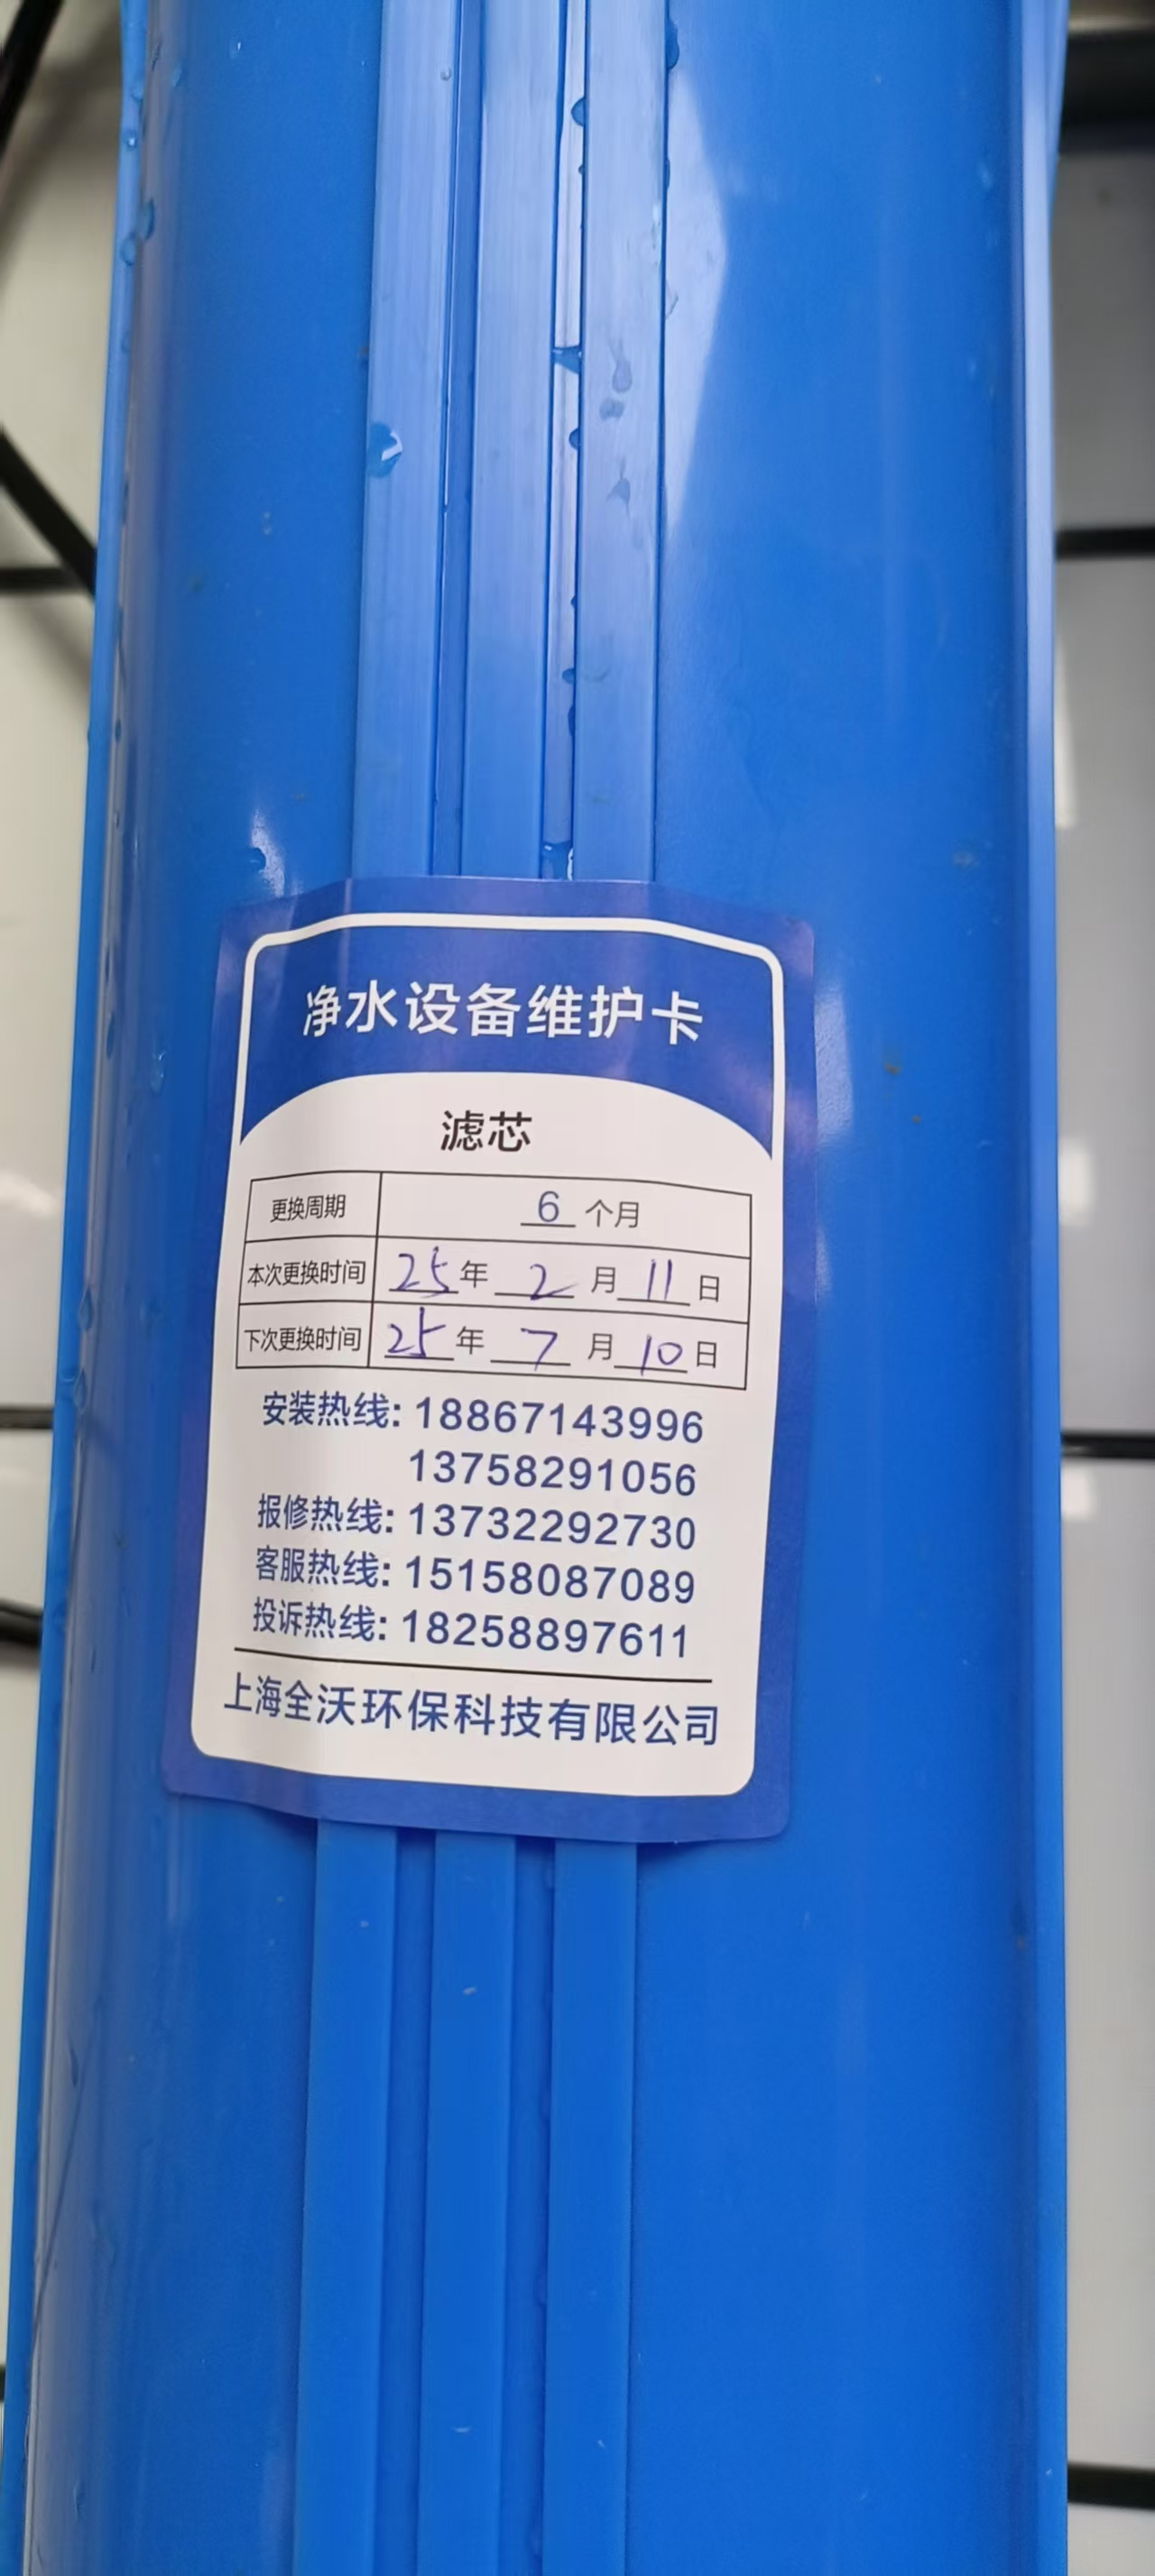 净水设备维护卡
滤芯
更换周期 6 个月
本次更换时间 25 年 2 月 11 日
下次更换时间 25 年 7 月 10 日
安装热线: 18867143996
13758291056
报修热线: 13732292730
客服热线: 15158087089
投诉热线: 18258897611
上海全沃环保科技有限公司